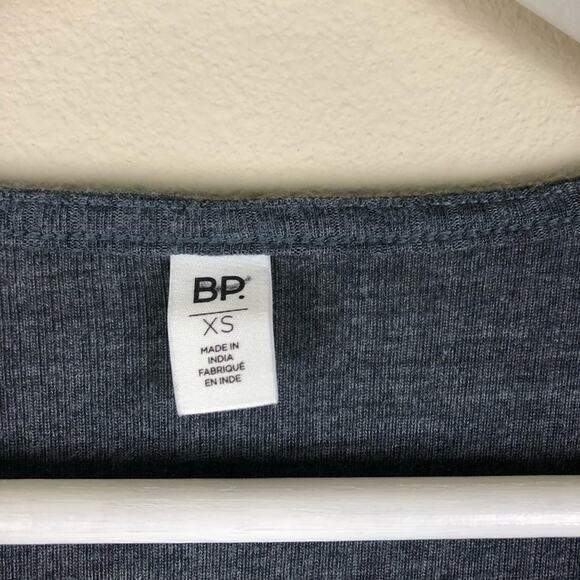 BP.
XS
MADE IN
INDIA
FABRIQUÉ
EN INDE